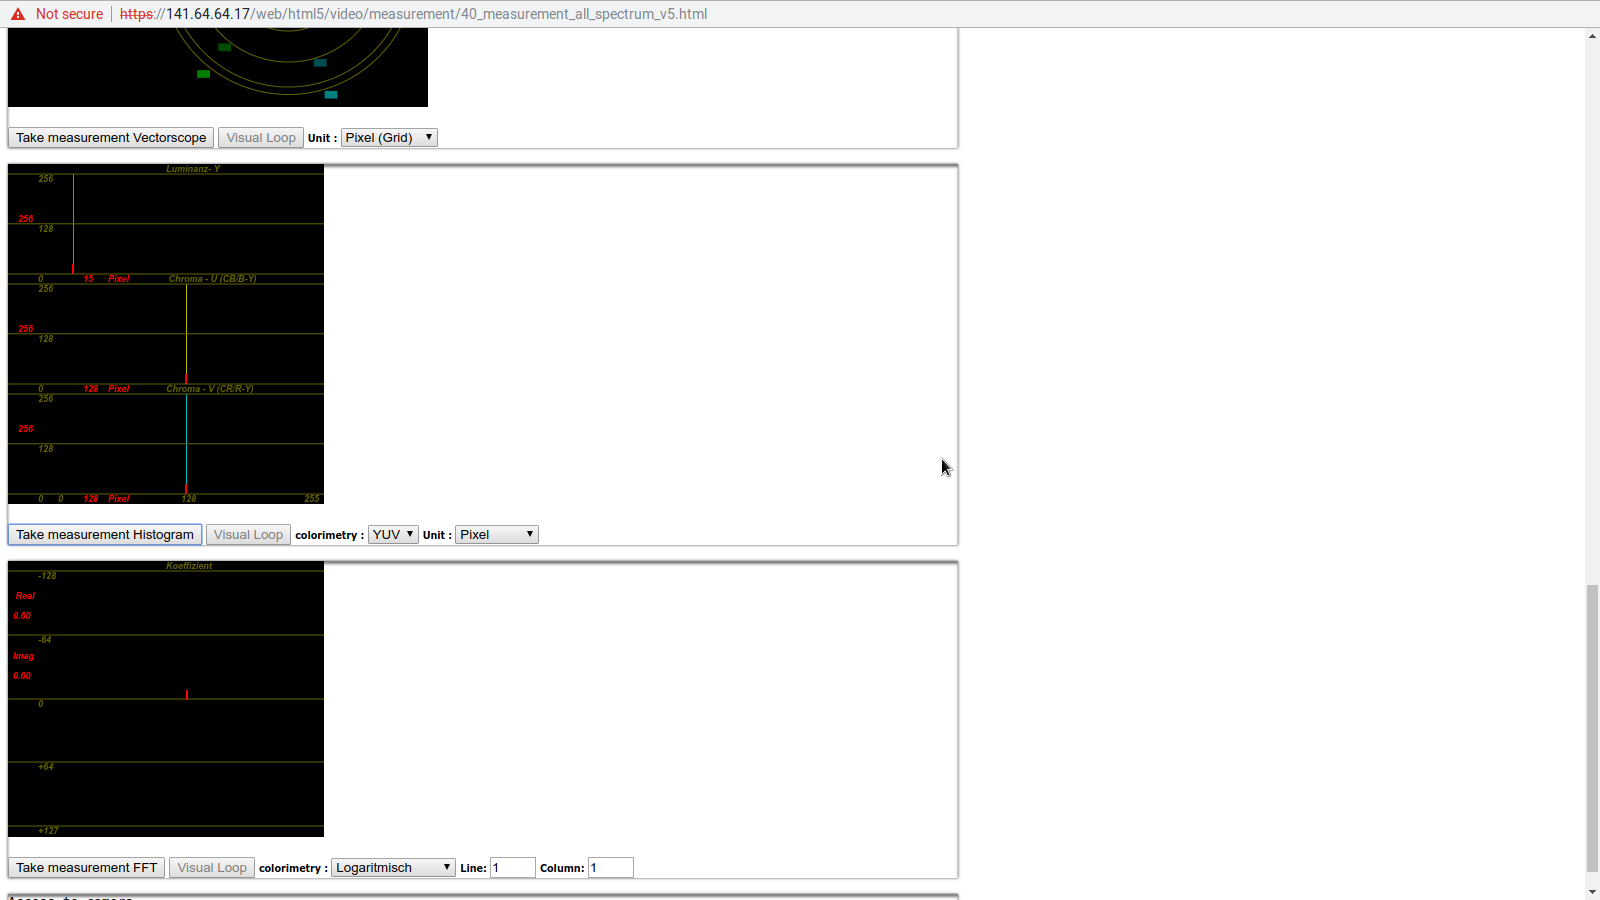 Not secure https://141.64.64.17/web/html5/video/measurement/40_measurement_all_spectrum_v5.html
Take measurement Vectorscope Visual Loop Unit : Pixel (Grid)
Luminanz- Y
256
256
128
0 15 Pixel Chroma - U (CB/B-Y)
256
256
128
0 128 Pixel Chroma - V (CR/R-Y)
256
256
128
0 0 128 Pixel 128 255
Take measurement Histogram Visual Loop colorimetry : YUV Unit : Pixel
Koeffizient
-128
Real
0.00
-64
Imag
0.00
0
+64
+127
Take measurement FFT Visual Loop colorimetry : Logaritmisch Line: 1 Column: 1
Access to camera